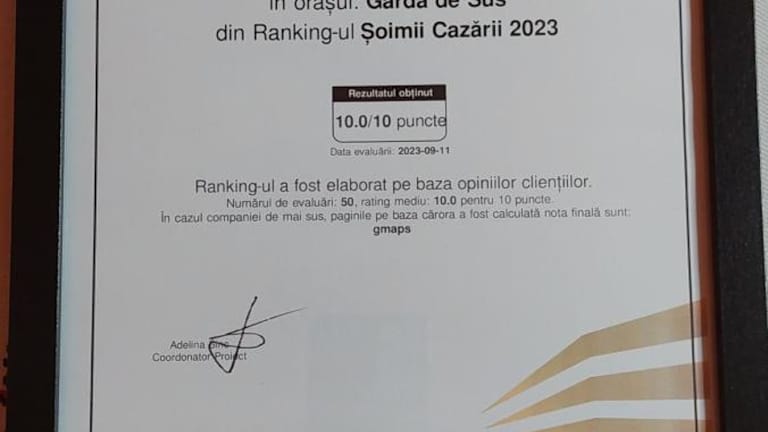 în orașul: Gârda de Sus
din Ranking-ul Șoimii Cazării 2023
Rezultatul obținut
10.0/10 puncte
Data evaluării: 2023-09-11
Ranking-ul a fost elaborat pe baza opiniilor clienților.
Numărul de evaluări: 50, rating mediu: 10.0 pentru 10 puncte.
În cazul companiei de mai sus, paginile pe baza cărora a fost calculată nota finală sunt:
gmaps
Adelina
Coordonator Proiect